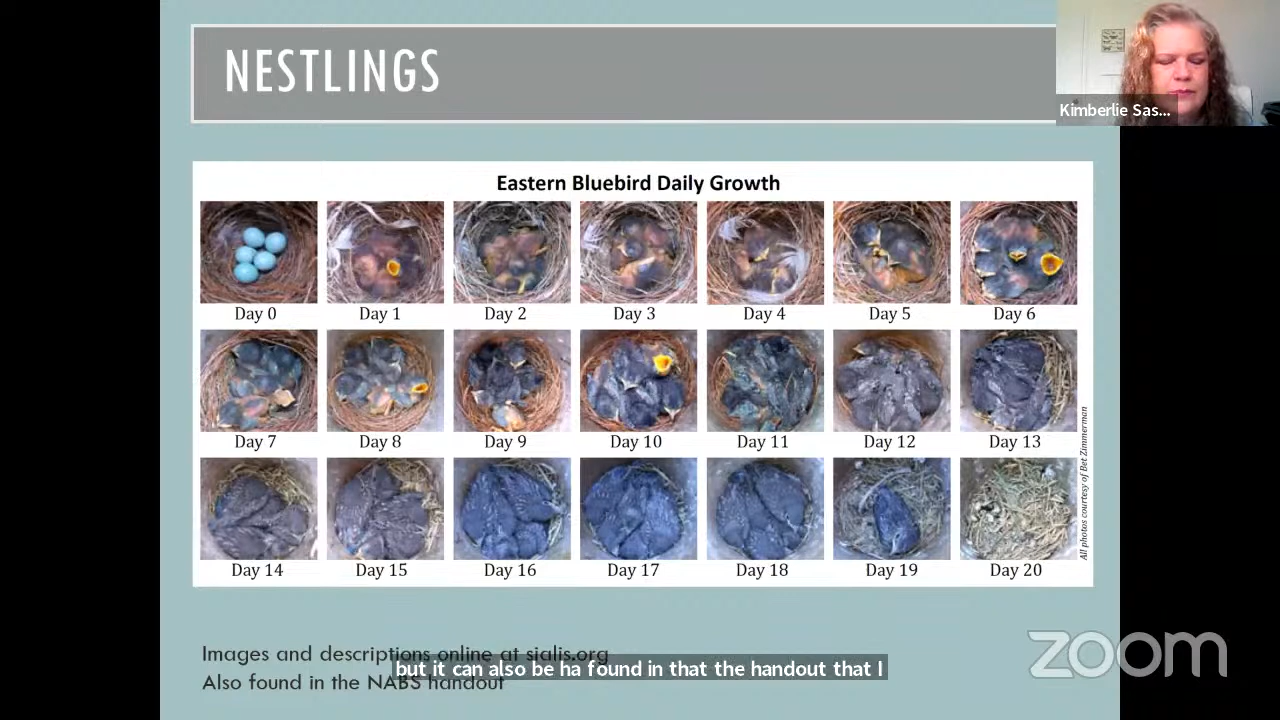 NESTLINGS
Kimberlie Sas...
Eastern Bluebird Daily Growth
Day 0 Day 1 Day 2 Day 3 Day 4 Day 5 Day 6
Day 7 Day 8 Day 9 Day 10 Day 11 Day 12 Day 13
Day 14 Day 15 Day 16 Day 17 Day 18 Day 19 Day 20
All photos courtesy of Bet Zimmerman
Images and descriptions online at sialis.org
but it can also be ha found in that the handout that I
Also found in the NABS handout
zoom